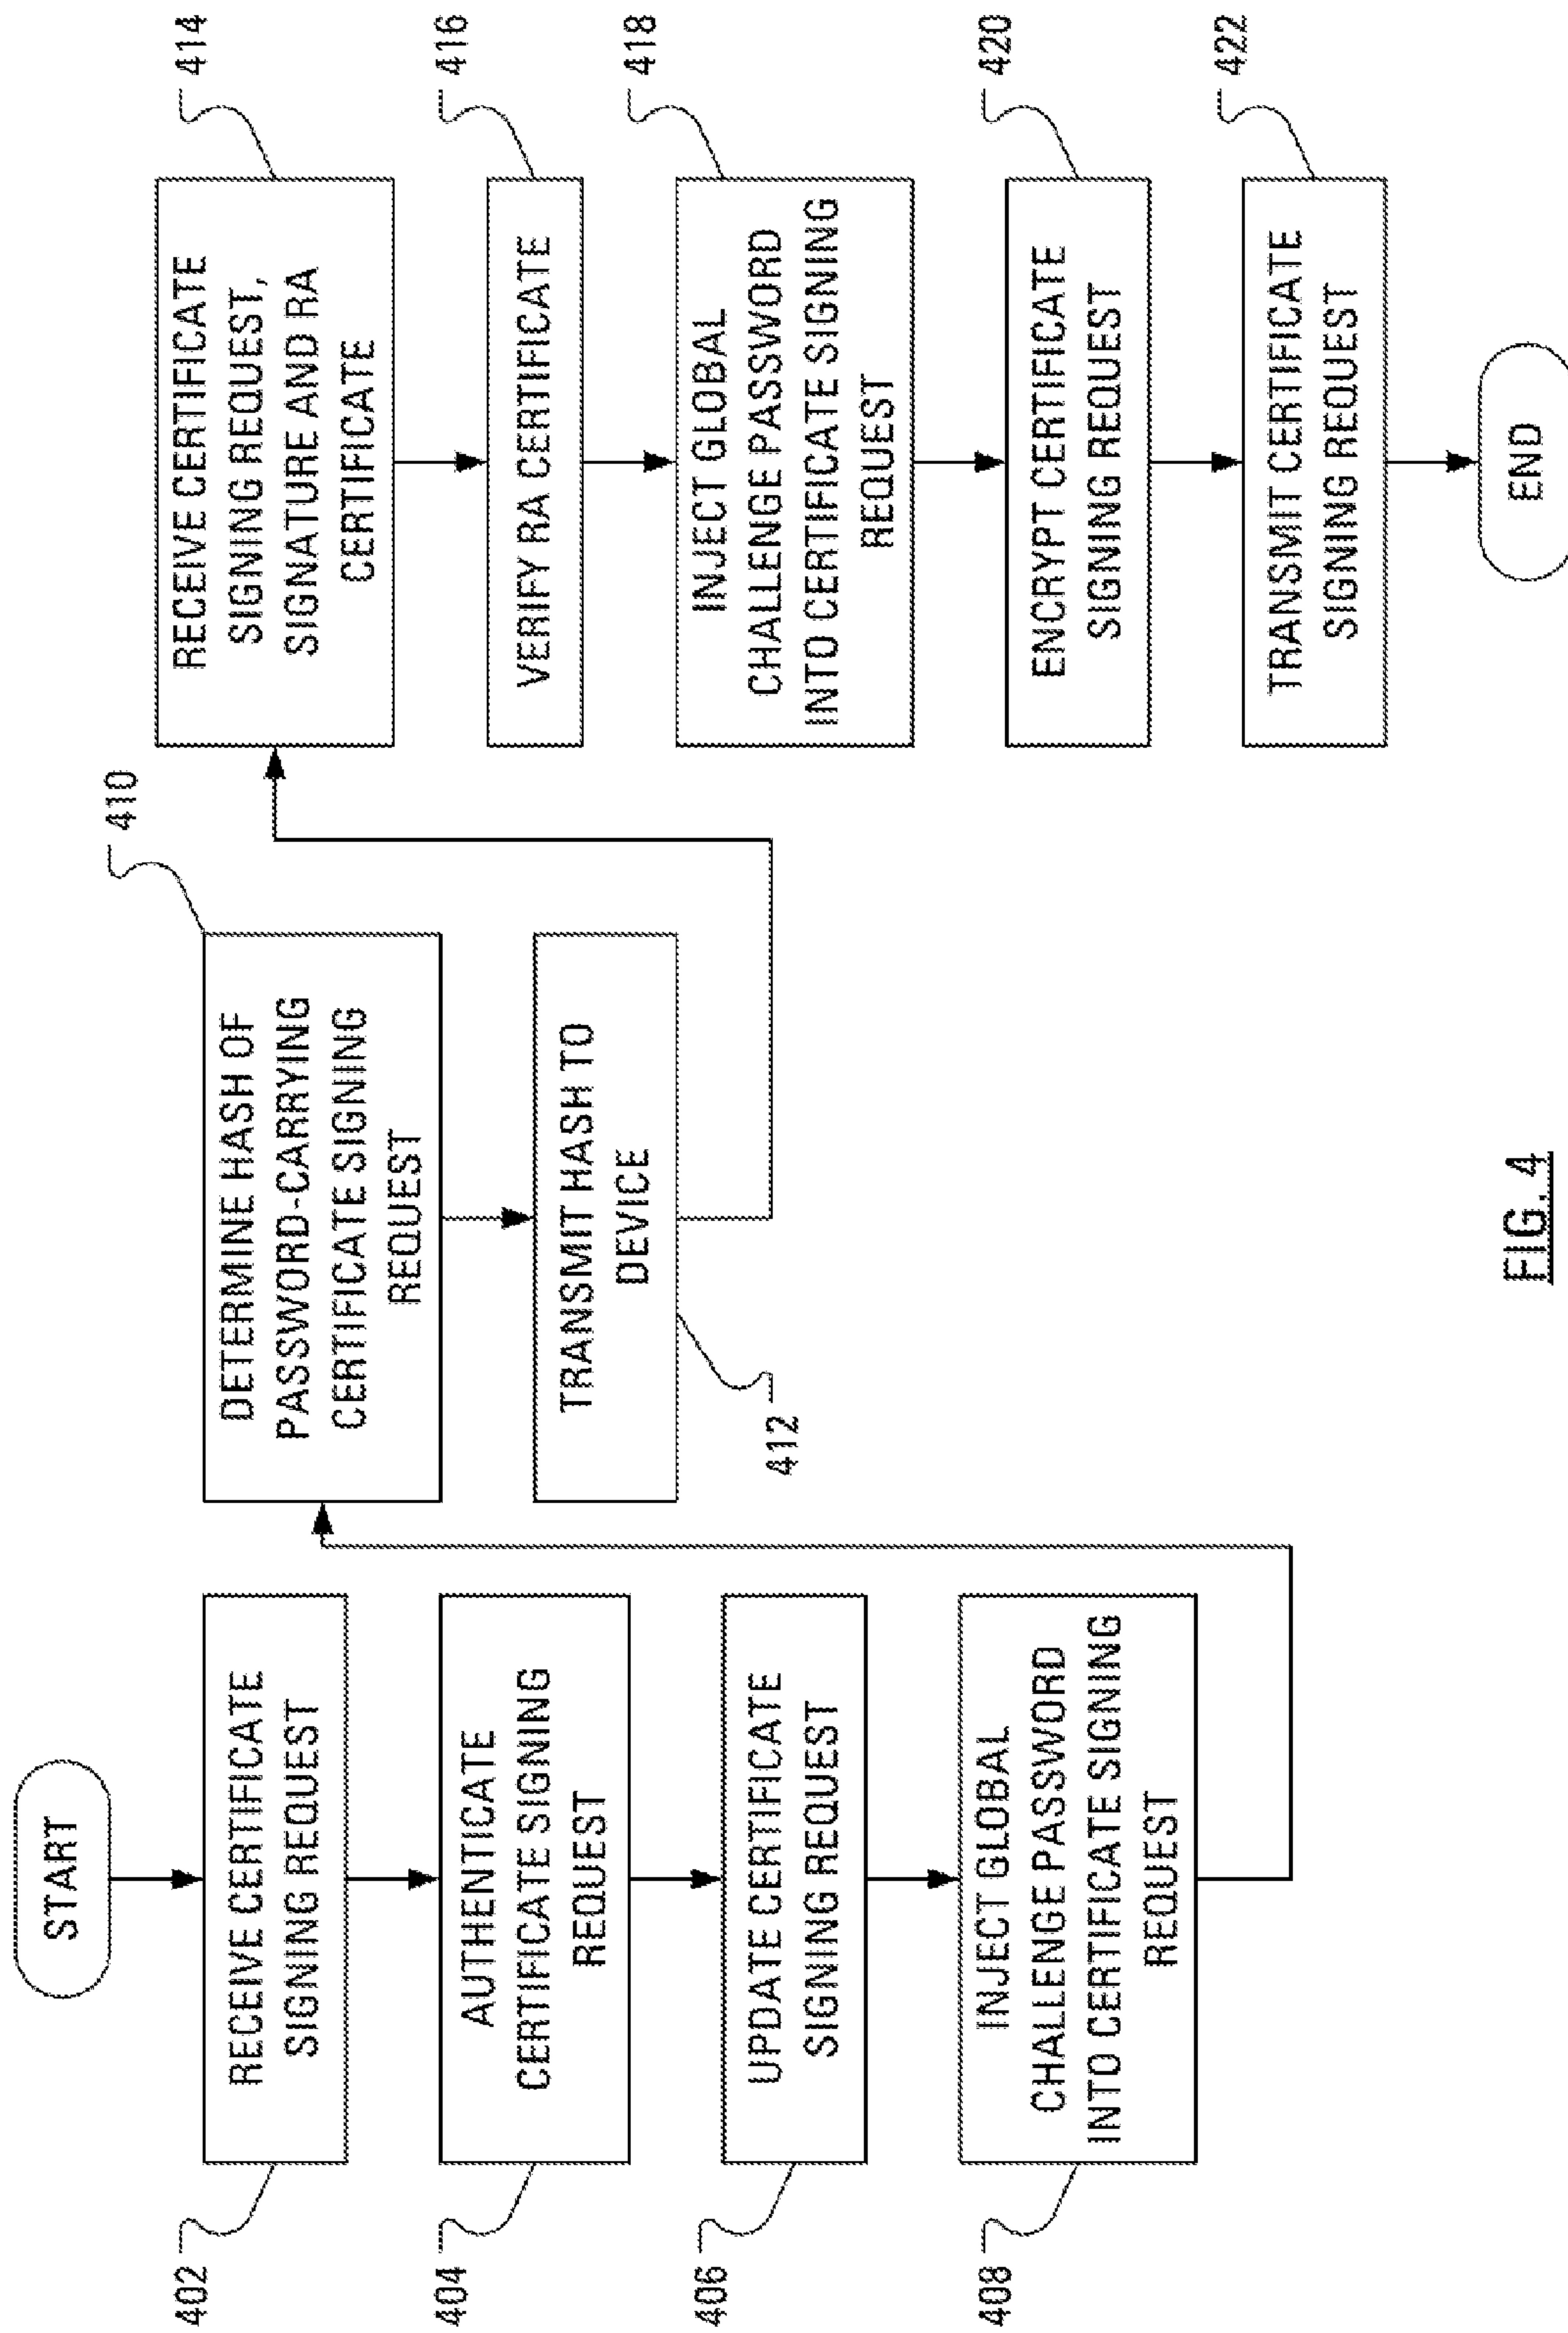 START
402
RECEIVE CERTIFICATE
SIGNING REQUEST
404
AUTHENTICATE
CERTIFICATE SIGNING
REQUEST
406
UPDATE CERTIFICATE
SIGNING REQUEST
408
INJECT GLOBAL
CHALLENGE PASSWORD
INTO CERTIFICATE SIGNING
REQUEST
410
DETERMINE HASH OF
PASSWORD-CARRYING
CERTIFICATE SIGNING
REQUEST
TRANSMIT HASH TO
DEVICE
412
414
RECEIVE CERTIFICATE
SIGNING REQUEST,
SIGNATURE AND RA
CERTIFICATE
416
VERIFY RA CERTIFICATE
418
INJECT GLOBAL
CHALLENGE PASSWORD
INTO CERTIFICATE SIGNING
REQUEST
420
ENCRYPT CERTIFICATE
SIGNING REQUEST
422
TRANSMIT CERTIFICATE
SIGNING REQUEST
END
FIG. 4